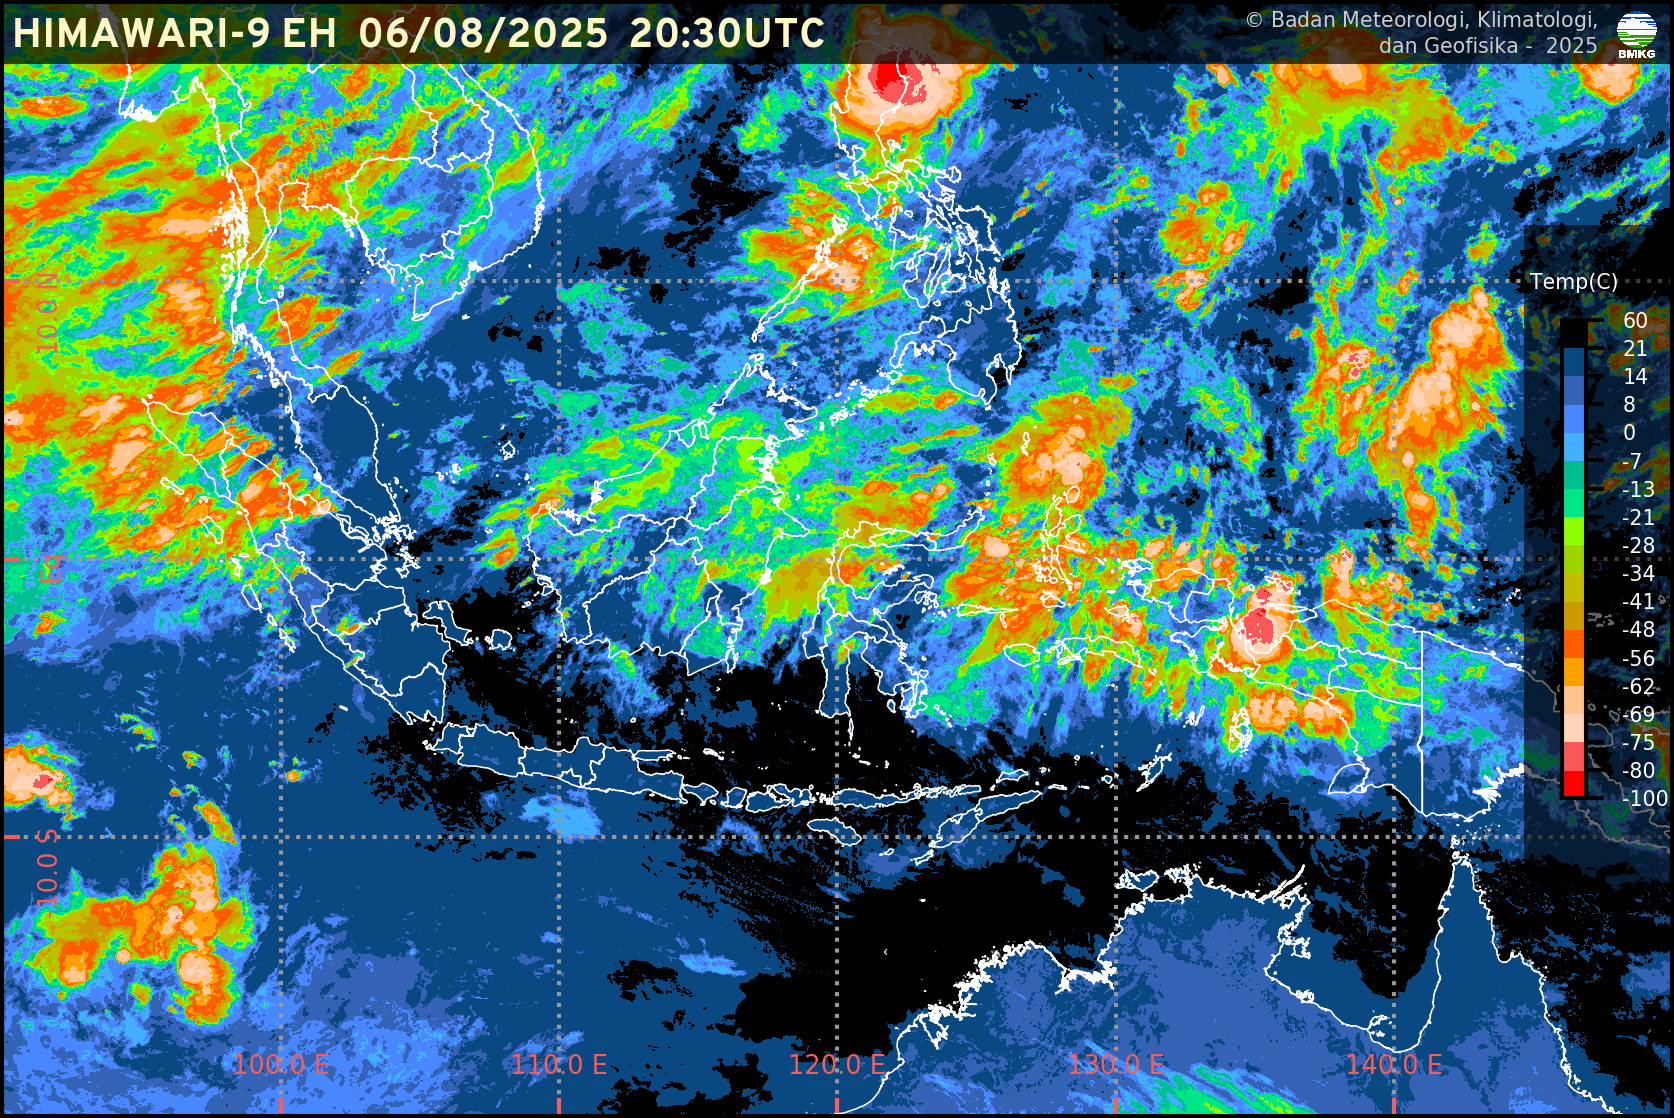 HIMAWARI-9 EH 06/08/2025 20:30UTC
© Badan Meteorologi, Klimatologi,
dan Geofisika - 2025
BMKG
Temp(C)
60
21
14
8
0
-7
-13
-21
-28
-34
-41
-48
-56
-62
-69
-75
-80
-100
10.0 N
EQ
10.0 S
100.0 E
110.0 E
120.0 E
130.0 E
140.0 E